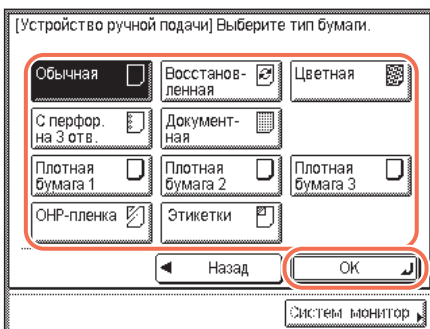 [Устройство ручной подачи] Выберите тип бумаги.
Обычная
Восстанов-
ленная
Цветная
С перфор.
на 3 отв.
Документ-
ная
Плотная
бумага 1
Плотная
бумага 2
Плотная
бумага 3
OHP-пленка
Этикетки
Назад
OK
Систем монитор